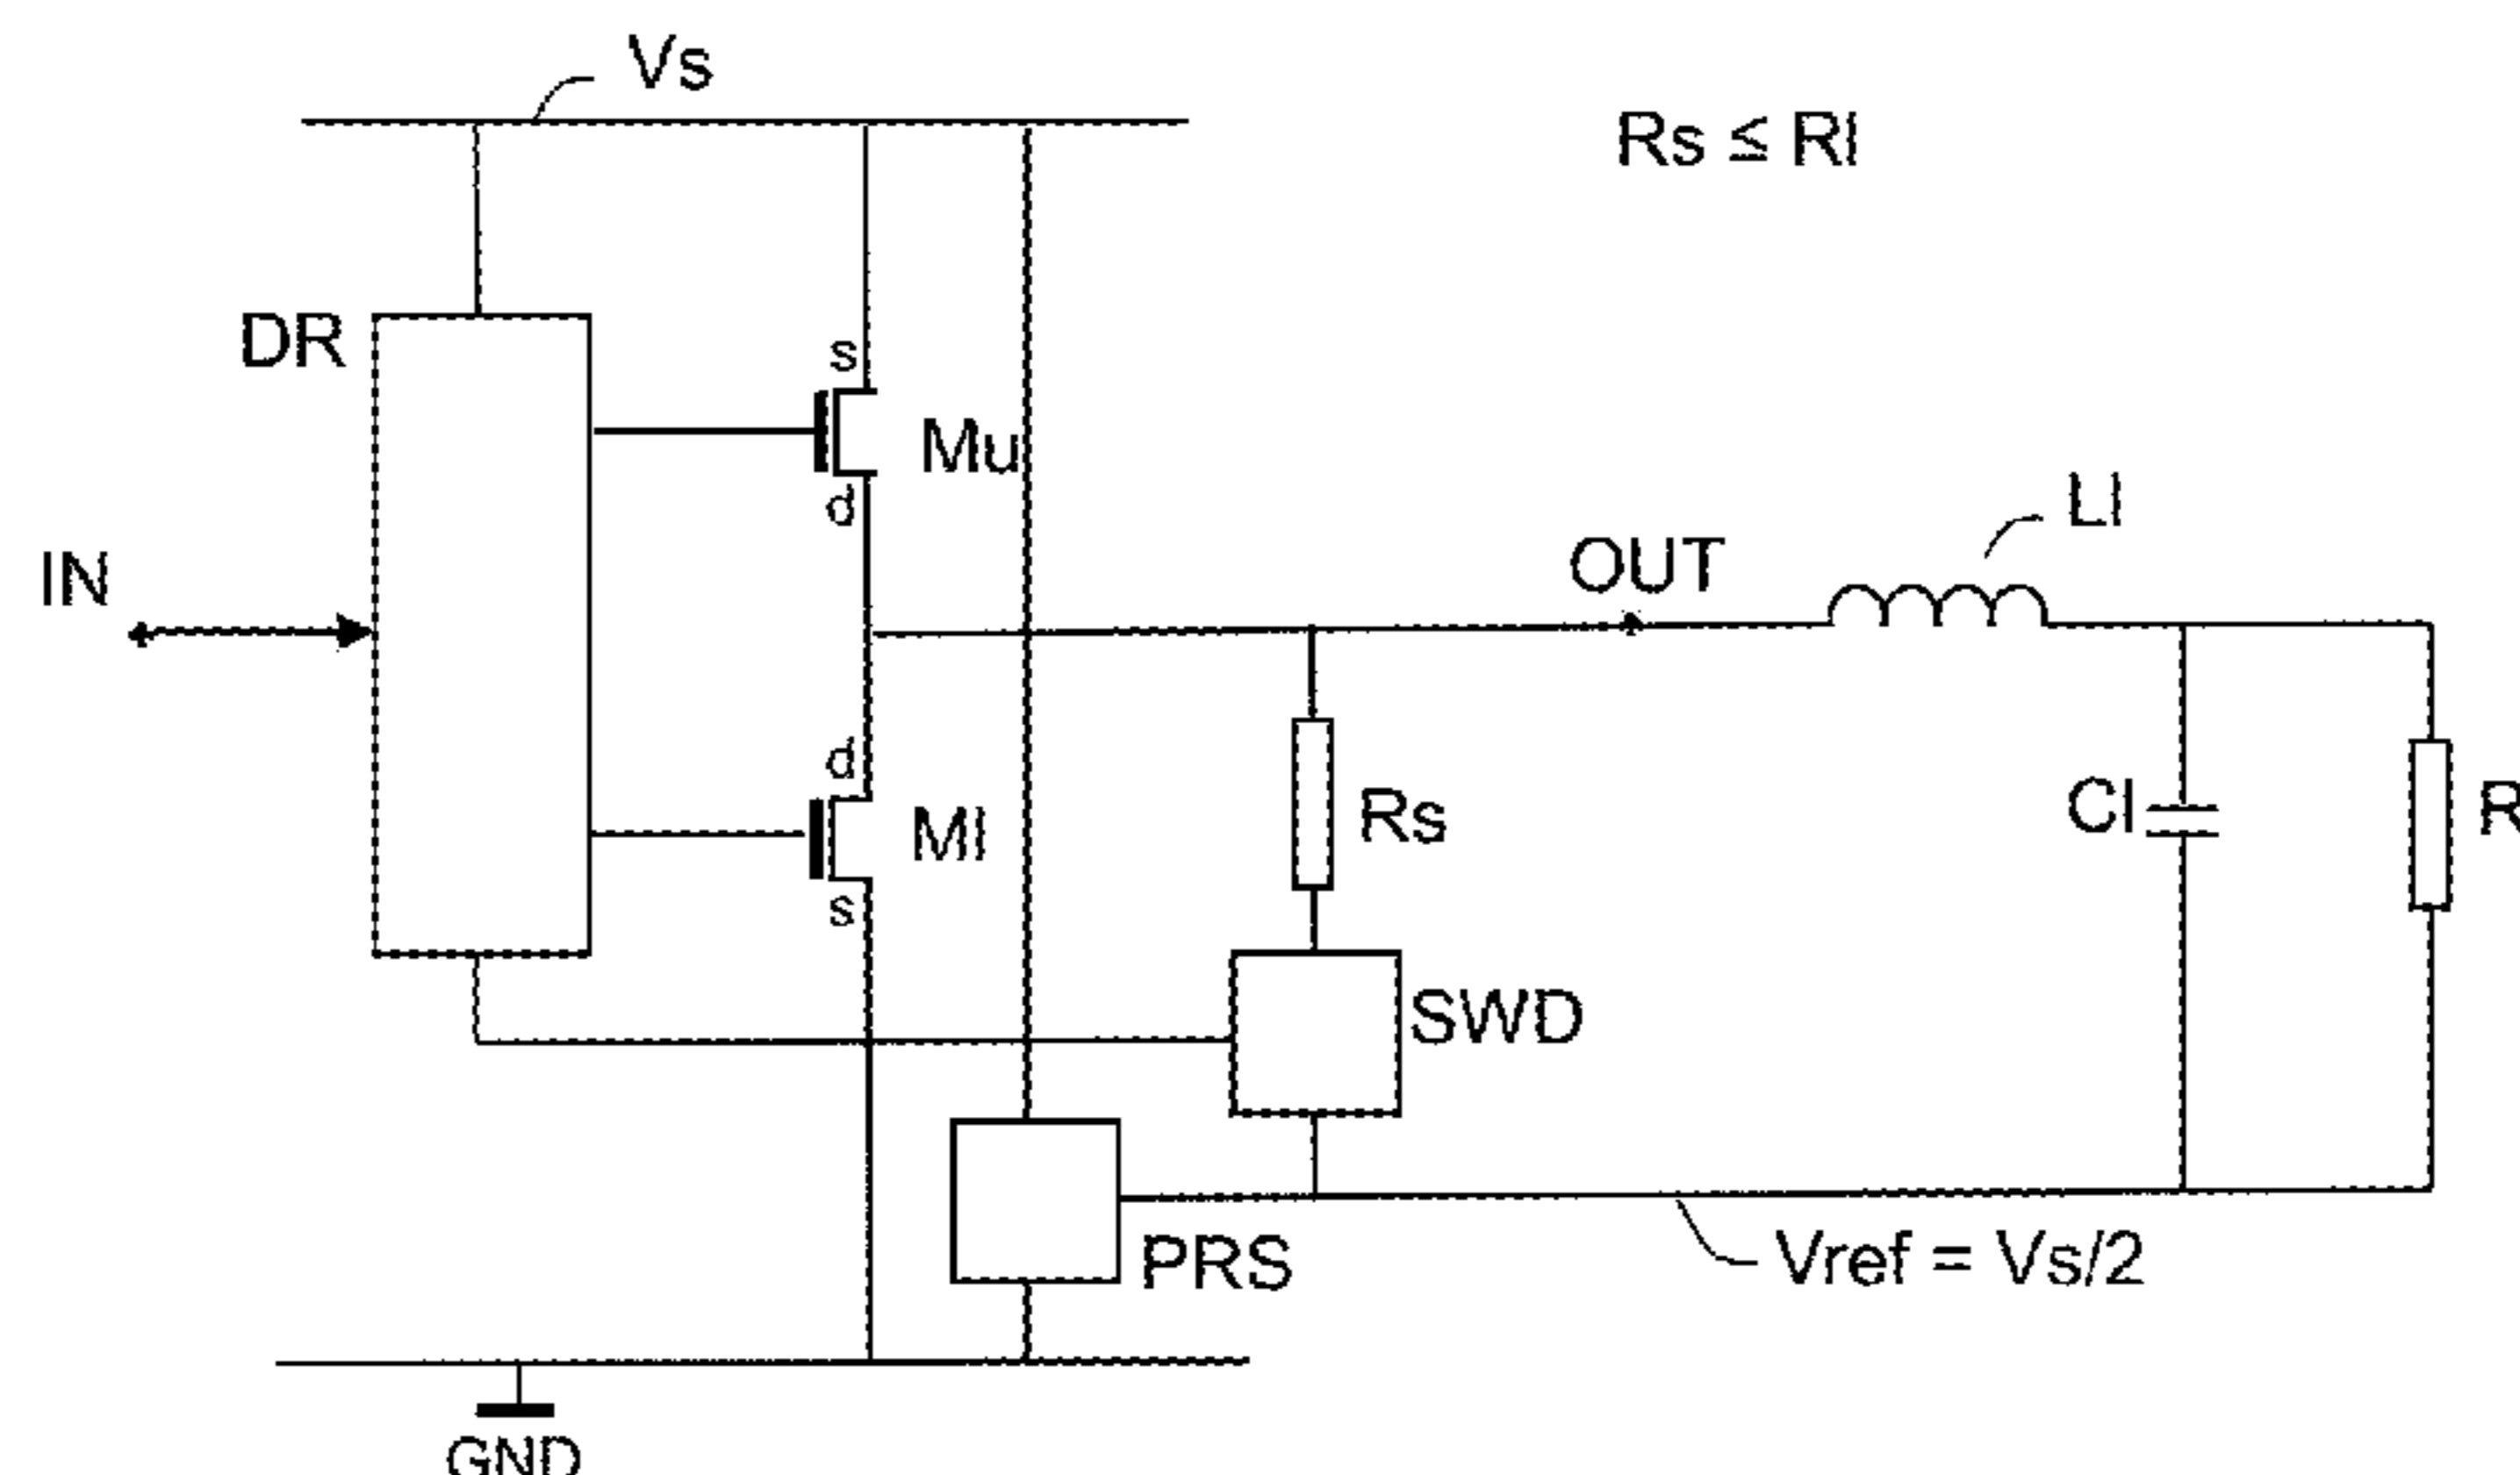 Vs
Rs ≤ Rl
DR
s
Mu
d
Ll
OUT
IN
d
Ml
s
Rs
Cl
R
SWD
PRS
Vref = Vs/2
GND